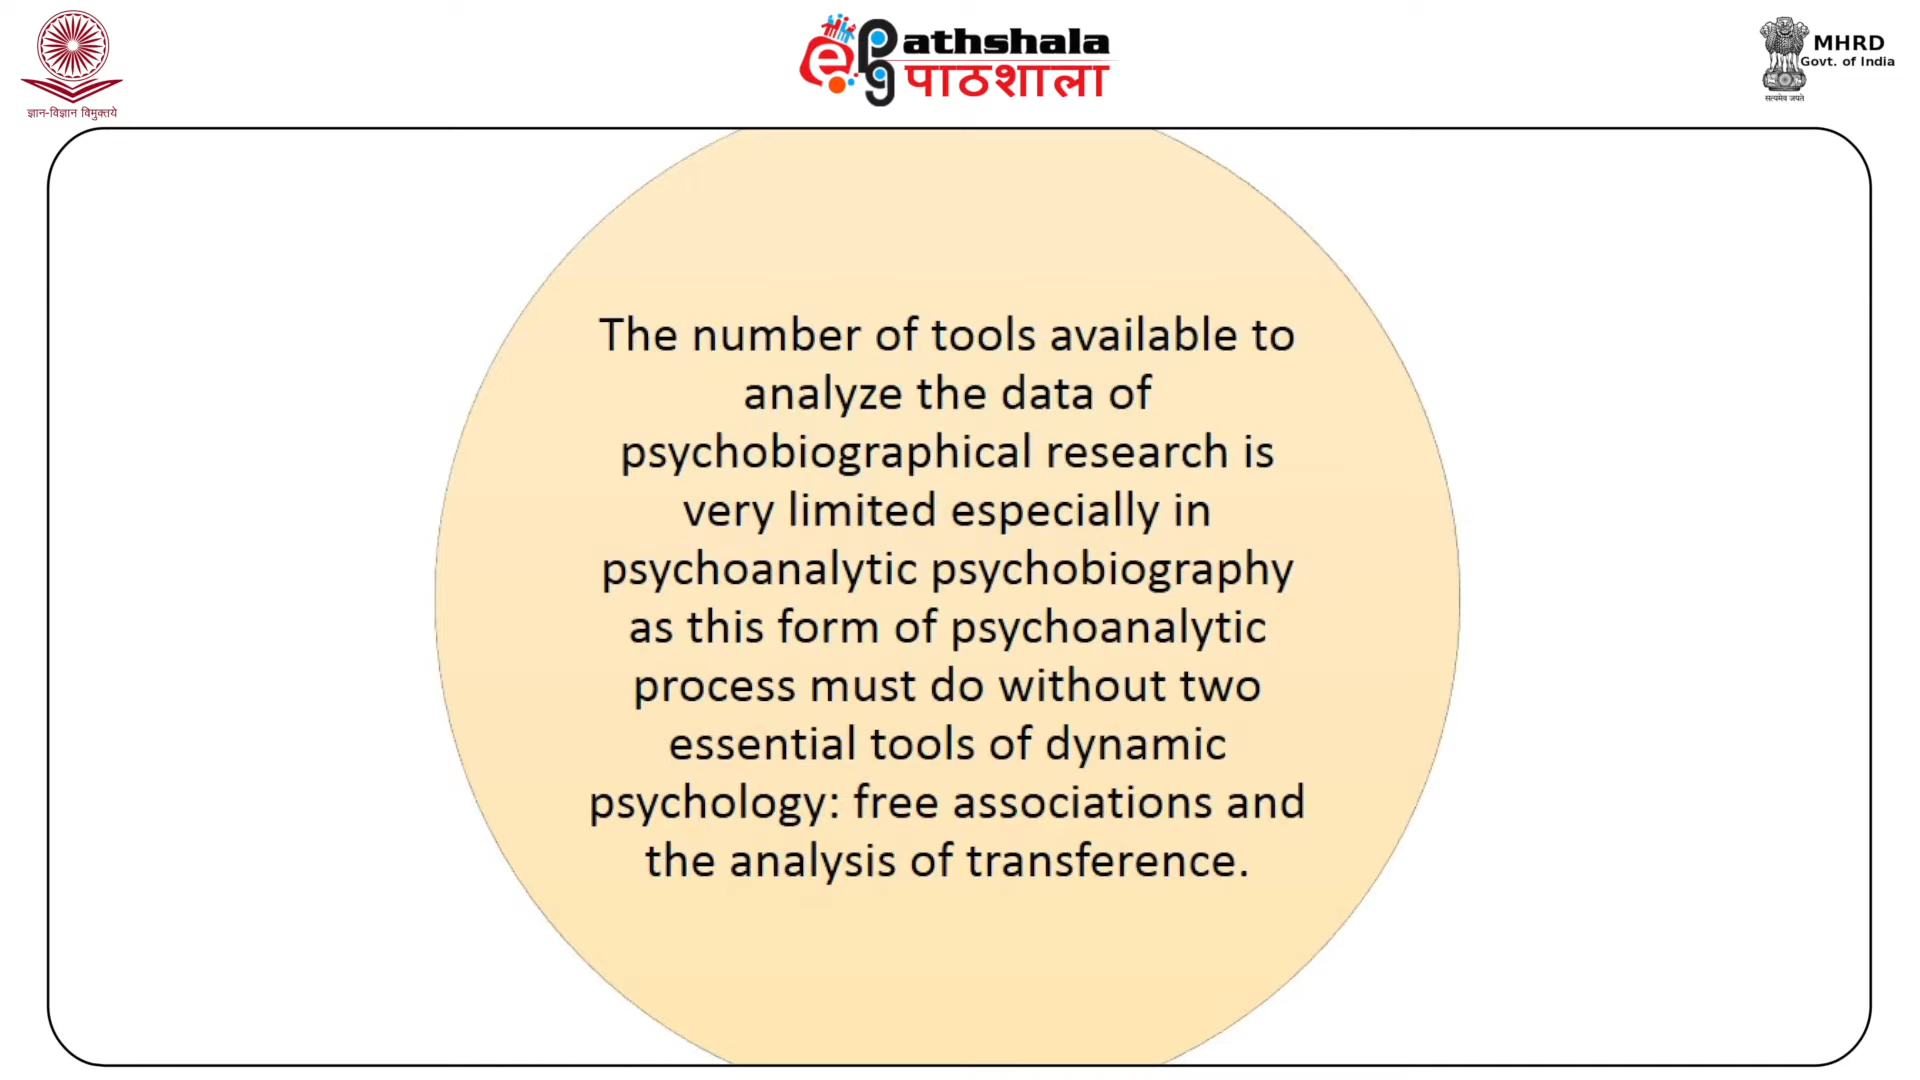 ज्ञान-विज्ञान विमुक्तये
ePG athshala
पाठशाला
MHRD
Govt. of India
सत्यमेव जयते
The number of tools available to
analyze the data of
psychobiographical research is
very limited especially in
psychoanalytic psychobiography
as this form of psychoanalytic
process must do without two
essential tools of dynamic
psychology: free associations and
the analysis of transference.